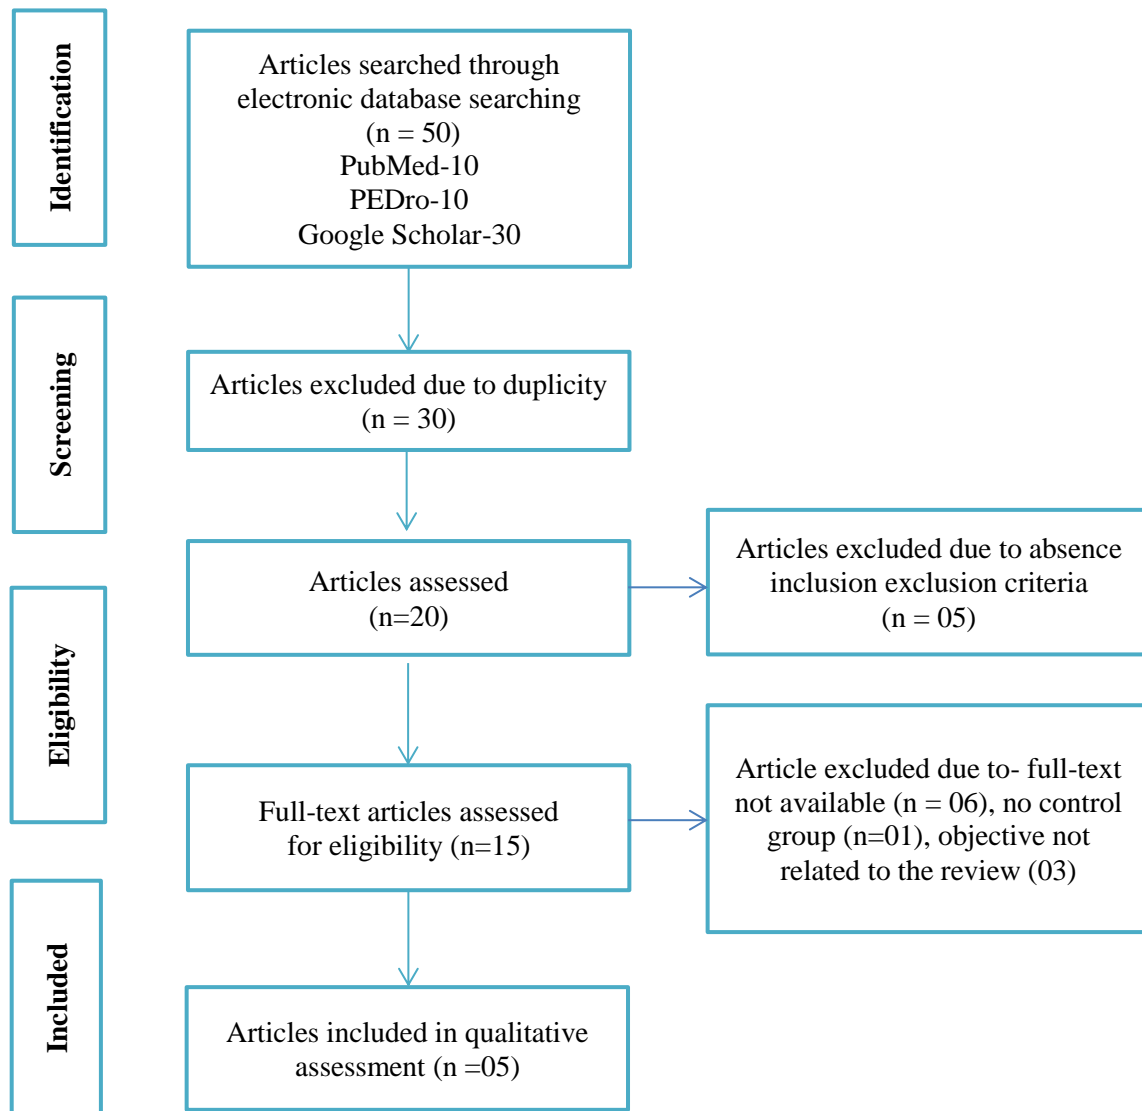 Identification
Articles searched through
electronic database searching
(n = 50)
PubMed-10
PEDro-10
Google Scholar-30
Screening
Articles excluded due to duplicity
(n = 30)
Articles assessed
(n=20)
Articles excluded due to absence
inclusion exclusion criteria
(n = 05)
Eligibility
Full-text articles assessed
for eligibility (n=15)
Article excluded due to- full-text
not available (n = 06), no control
group (n=01), objective not
related to the review (03)
Included
Articles included in qualitative
assessment (n =05)